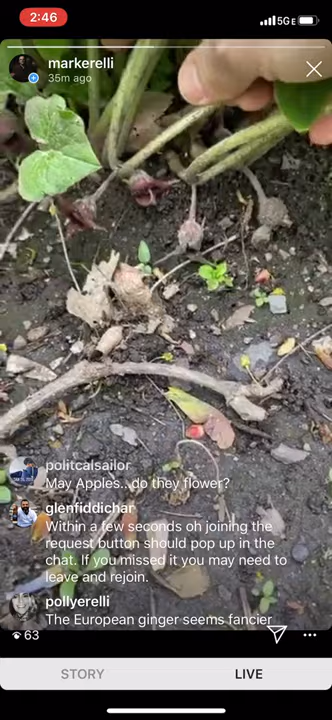 2:46
5GE
markerelli
35m ago
politcalsailor
May Apples.. do they flower?
glenfiddichar
Within a few seconds oh joining the
request button should pop up in the
chat. If you missed it you may need to
leave and rejoin.
pollyerelli
The European ginger seems fancier
63
STORY
LIVE